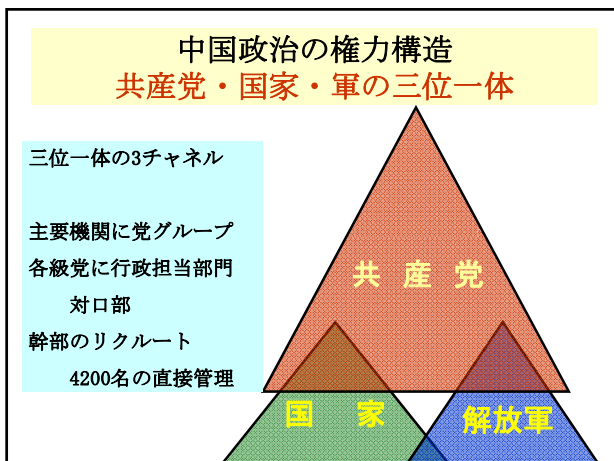 中国政治の権力構造
共産党・国家・軍の三位一体
三位一体の3チャネル
主要機関に党グループ
各級党に行政担当部門
対口部
幹部のリクルート
4200名の直接管理
共 産 党
国 家
解放軍